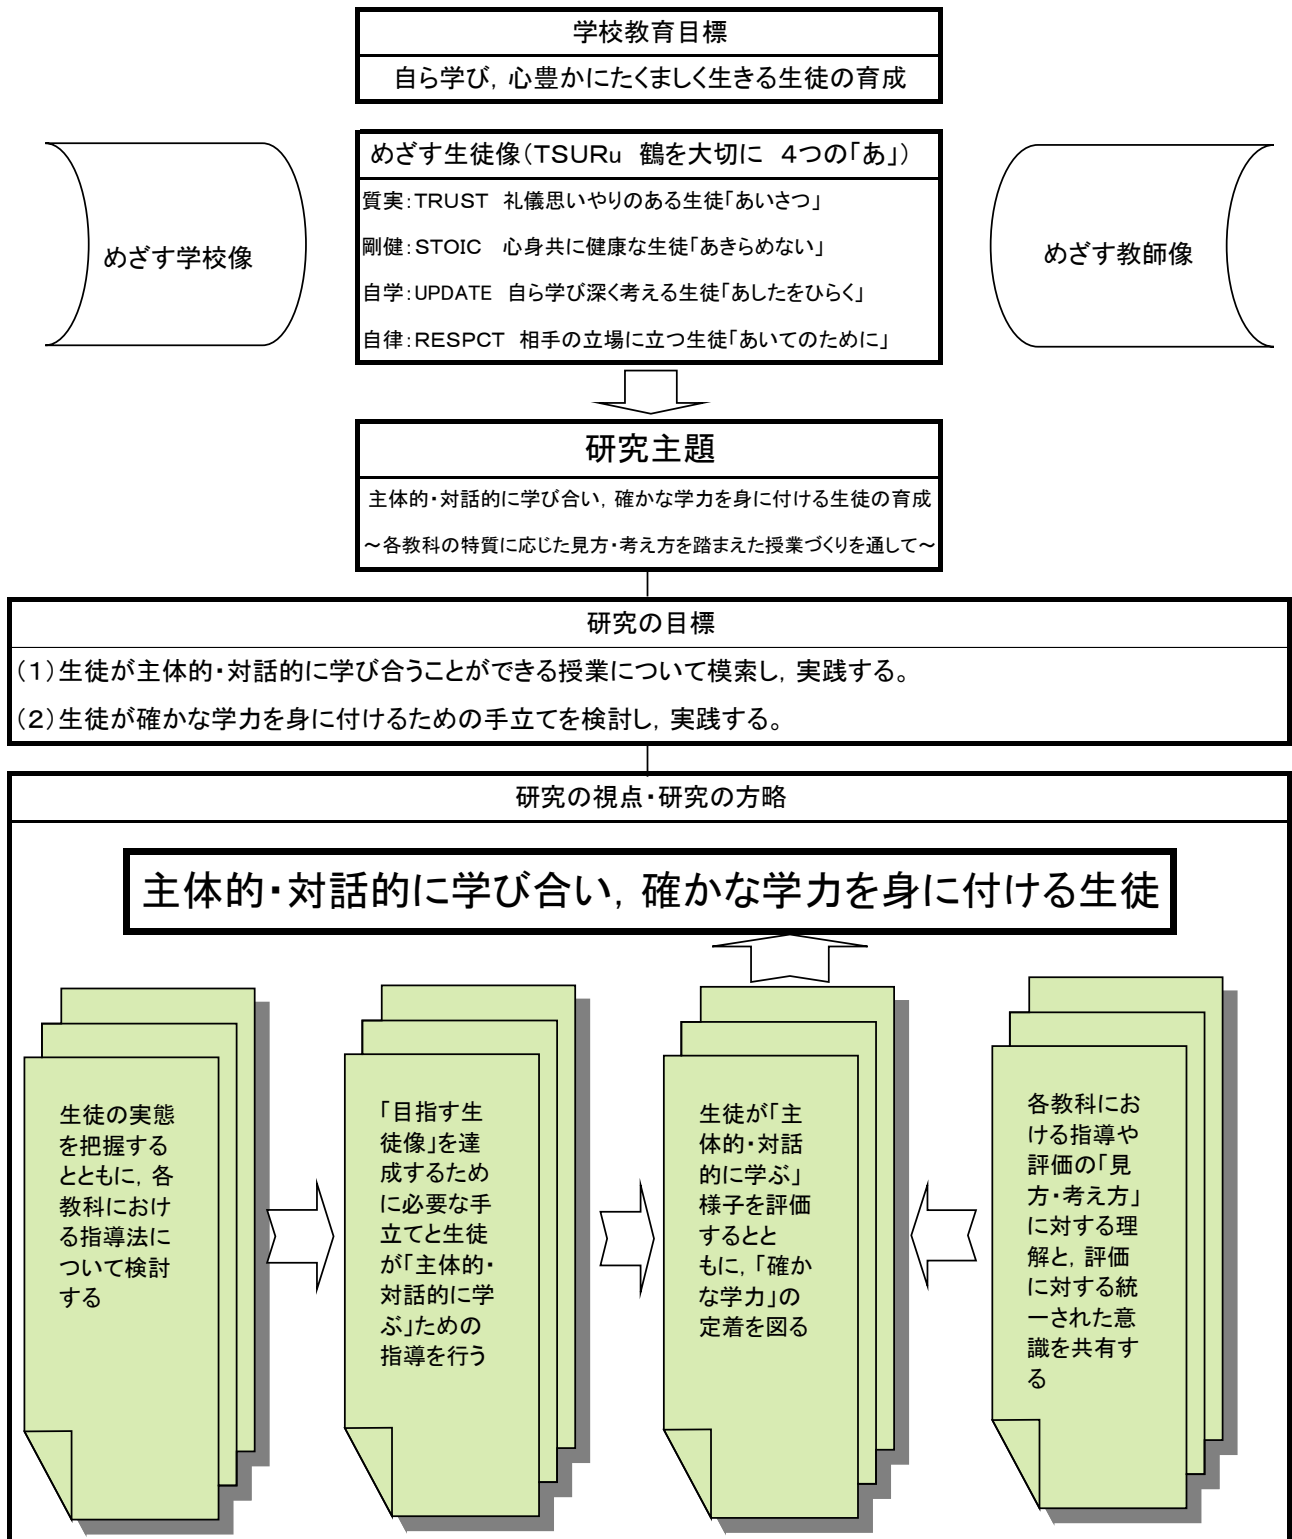 学校教育目標
自ら学び，心豊かにたくましく生きる生徒の育成
めざす生徒像（ＴＳＵＲｕ　鶴を大切に　４つの「あ」）
質実：ＴＲＵＳＴ　礼儀思いやりのある生徒「あいさつ」
剛健：ＳＴＯＩＣ　心身共に健康な生徒「あきらめない」
自学：UPDATE　自ら学び深く考える生徒「あしたをひらく」
自律：ＲＥＳＰＣＴ　相手の立場に立つ生徒「あいてのために」
めざす学校像
めざす教師像
研究主題
主体的・対話的に学び合い，確かな学力を身に付ける生徒の育成
～各教科の特質に応じた見方・考え方を踏まえた授業づくりを通して～
研究の目標
（１）生徒が主体的・対話的に学び合うことができる授業について模索し，実践する。
（２）生徒が確かな学力を身に付けるための手立てを検討し，実践する。
研究の視点・研究の方略
主体的・対話的に学び合い，確かな学力を身に付ける生徒
生徒の実態
を把握する
とともに，各
教科におけ
る指導法に
ついて検討
する
「目指す生
徒像」を達
成するため
に必要な手
立てと生徒
が「主体的・
対話的に学
ぶ」ための
指導を行う
生徒が「主
体的・対話
的に学ぶ」
様子を評価
するとと
もに，「確か
な学力」の
定着を図る
各教科にお
ける指導や
評価の「見
方・考え方」
に対する理
解と，評価
に対する統
一された意
識を共有す
る